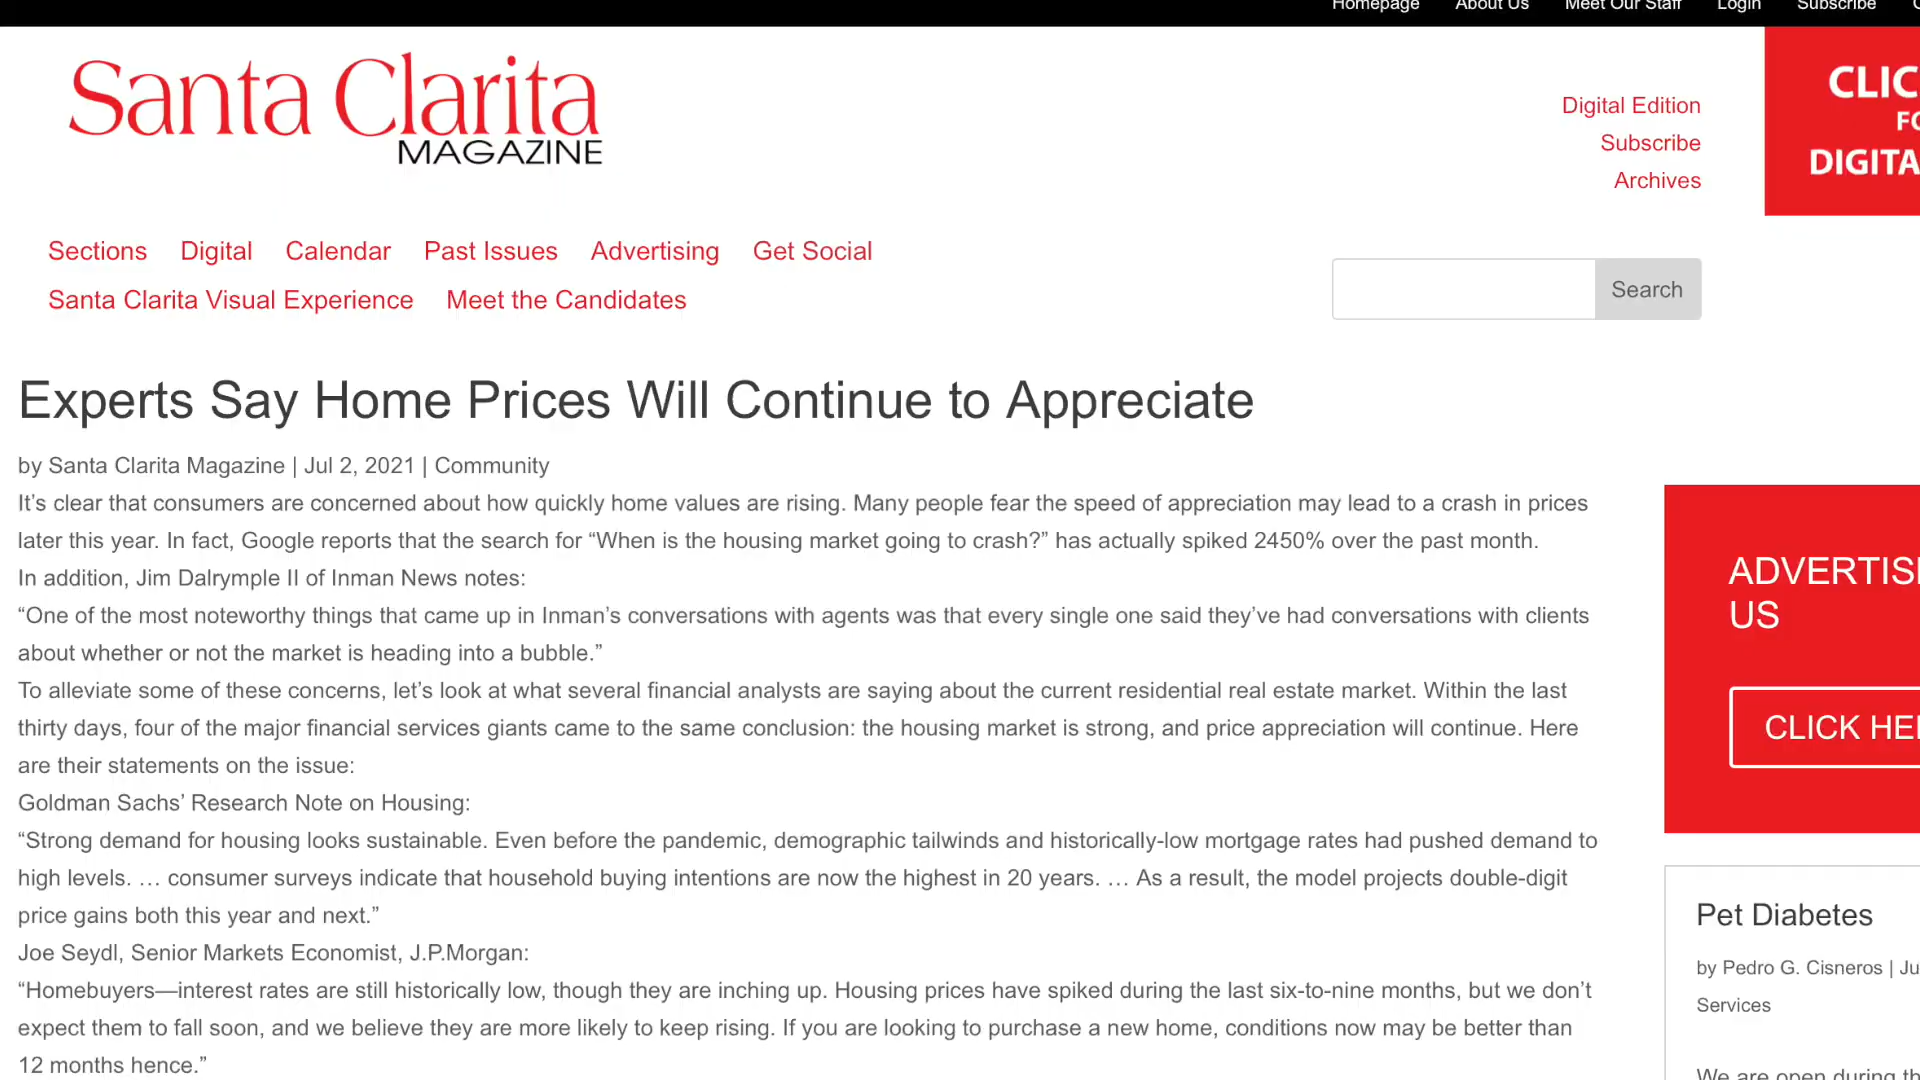 Homepage About Us Meet Our Staff Login Subscribe
Santa Clarita
MAGAZINE
Digital Edition
Subscribe
Archives
CLIC
FO
DIGITA
Sections Digital Calendar Past Issues Advertising Get Social
Santa Clarita Visual Experience Meet the Candidates
Search
Experts Say Home Prices Will Continue to Appreciate
by Santa Clarita Magazine | Jul 2, 2021 | Community
It’s clear that consumers are concerned about how quickly home values are rising. Many people fear the speed of appreciation may lead to a crash in prices
later this year. In fact, Google reports that the search for “When is the housing market going to crash?” has actually spiked 2450% over the past month.
In addition, Jim Dalrymple II of Inman News notes:
“One of the most noteworthy things that came up in Inman’s conversations with agents was that every single one said they’ve had conversations with clients
about whether or not the market is heading into a bubble.”
To alleviate some of these concerns, let’s look at what several financial analysts are saying about the current residential real estate market. Within the last
thirty days, four of the major financial services giants came to the same conclusion: the housing market is strong, and price appreciation will continue. Here
are their statements on the issue:
Goldman Sachs’ Research Note on Housing:
“Strong demand for housing looks sustainable. Even before the pandemic, demographic tailwinds and historically-low mortgage rates had pushed demand to
high levels. … consumer surveys indicate that household buying intentions are now the highest in 20 years. … As a result, the model projects double-digit
price gains both this year and next.”
Joe Seydl, Senior Markets Economist, J.P.Morgan:
“Homebuyers—interest rates are still historically low, though they are inching up. Housing prices have spiked during the last six-to-nine months, but we don’t
expect them to fall soon, and we believe they are more likely to keep rising. If you are looking to purchase a new home, conditions now may be better than
12 months hence.”
ADVERTIS
US
CLICK HE
Pet Diabetes
by Pedro G. Cisneros | Ju
Services
We are open during th